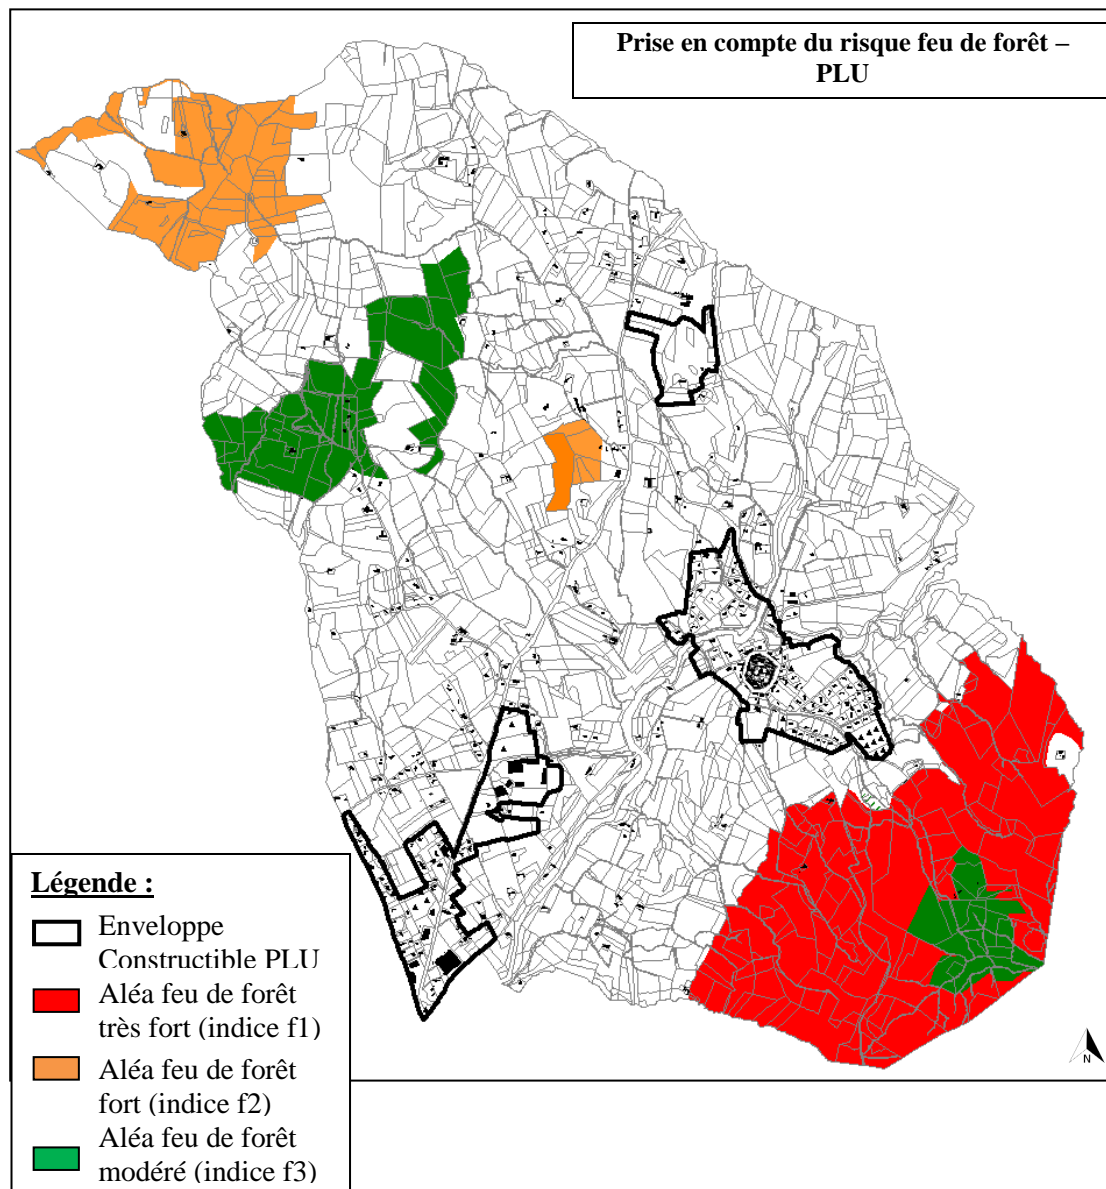 Prise en compte du risque feu de forêt –
PLU
Légende :
Enveloppe
Constructible PLU
Aléa feu de forêt
très fort (indice f1)
Aléa feu de forêt
fort (indice f2)
Aléa feu de forêt
modéré (indice f3)
N